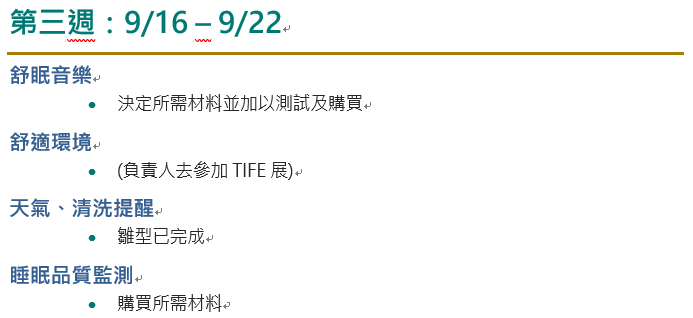 第三週：9/16 – 9/22
舒眠音樂
決定所需材料並加以測試及購買
舒適環境
(負責人去參加 TIFE 展)
天氣、清洗提醒
雛型已完成
睡眠品質監測
購買所需材料